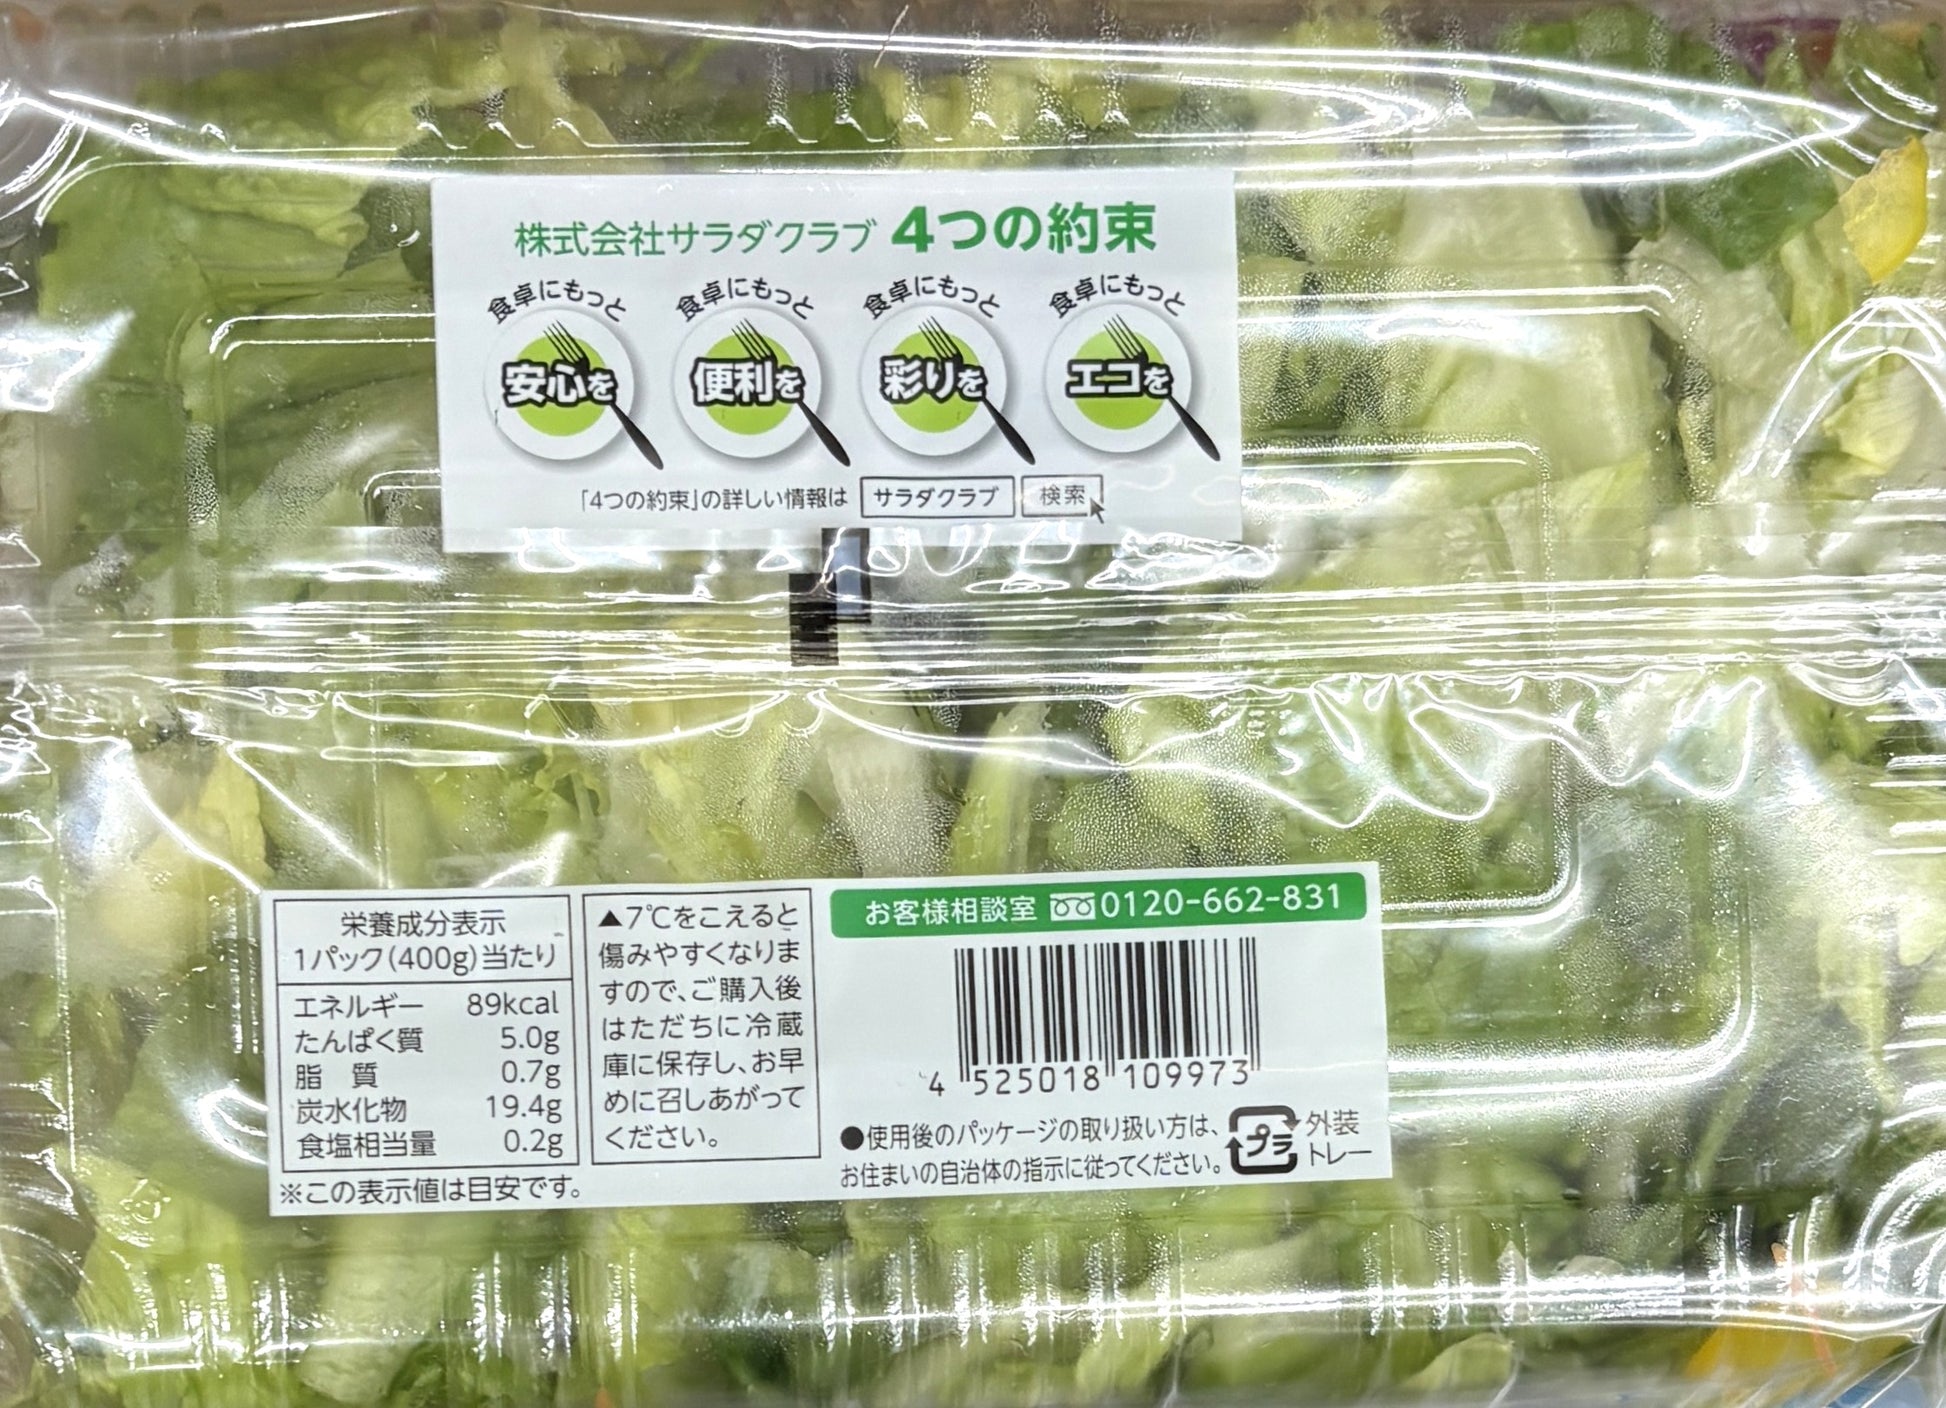 株式会社サラダクラブ 4つの約束
食卓にもっと 食卓にもっと 食卓にもっと 食卓にもっと
安心を 便利を 彩りを エコを
「4つの約束」の詳しい情報は サラダクラブ 検索
栄養成分表示
1パック(400g)当たり
エネルギー 89kcal
たんぱく質 5.0g
脂 質 0.7g
炭水化物 19.4g
食塩相当量 0.2g
※この表示値は目安です。
▲7℃をこえると
傷みやすくなりま
すので、ご購入後
はただちに冷蔵
庫に保存し、お早
めに召しあがって
ください。
お客様相談室 0120-662-831
4 525018 109973
●使用後のパッケージの取り扱い方は、
お住まいの自治体の指示に従ってください。
プラ
外装
トレー